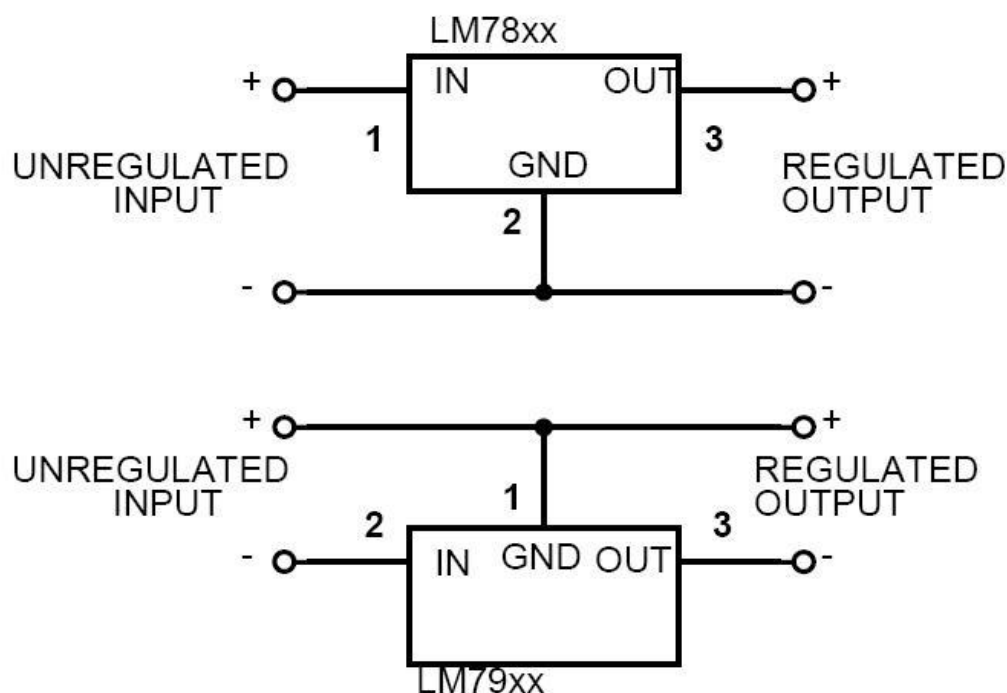 LM78xx
+ IN OUT +
1 3
UNREGULATED
INPUT
GND
REGULATED
OUTPUT
2
- -
+ +
UNREGULATED
INPUT
REGULATED
OUTPUT
1
2 3
- IN GND OUT -
LM79xx